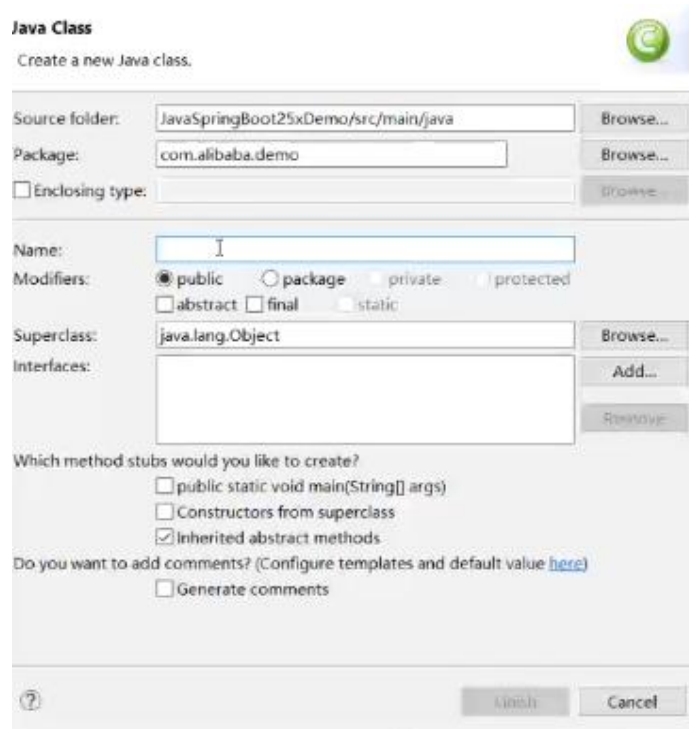 Java Class
Create a new Java class.
Source folder: JavaSpringBoot25xDemo/src/main/java Browse...
Package: com.alibaba.demo Browse...
Enclosing type: Browse...
Name:
Modifiers: public package private protected
abstract final static
Superclass: java.lang.Object Browse...
Interfaces: Add...
Remove
Which method stubs would you like to create?
public static void main(String[] args)
Constructors from superclass
Inherited abstract methods
Do you want to add comments? (Configure templates and default value here)
Generate comments
Finish Cancel